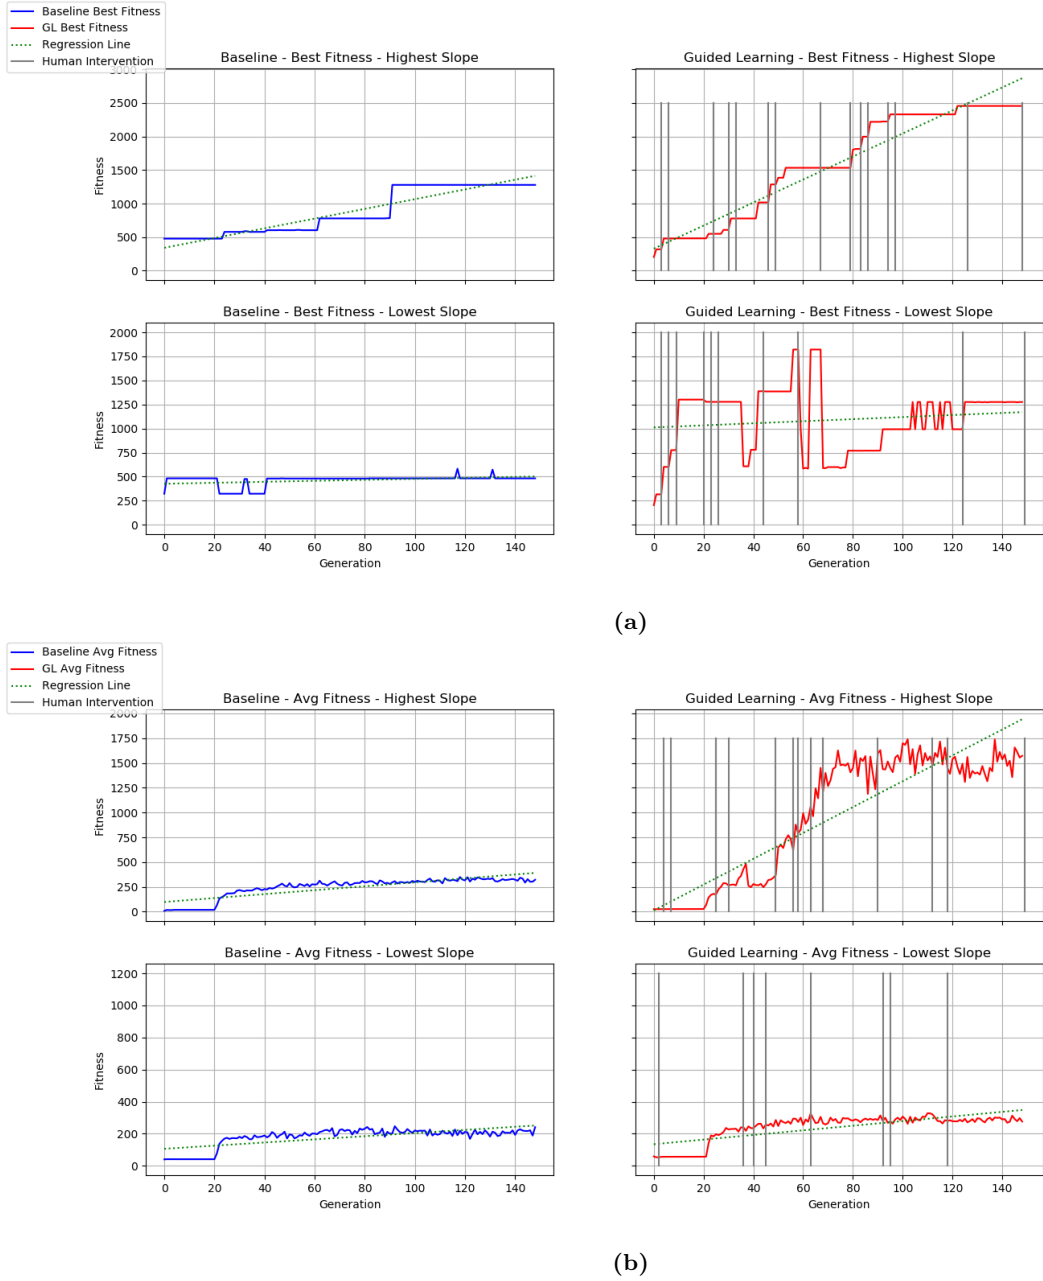 Baseline Best Fitness
GL Best Fitness
Regression Line
Human Intervention
Baseline - Best Fitness - Highest Slope
Guided Learning - Best Fitness - Highest Slope
3000
2500
2000
1500
1000
500
0
Fitness
Baseline - Best Fitness - Lowest Slope
Guided Learning - Best Fitness - Lowest Slope
2000
1750
1500
1250
1000
750
500
250
0
Fitness
0 20 40 60 80 100 120 140
0 20 40 60 80 100 120 140
Generation
Generation
(a)
Baseline Avg Fitness
GL Avg Fitness
Regression Line
Human Intervention
Baseline - Avg Fitness - Highest Slope
Guided Learning - Avg Fitness - Highest Slope
2000
1750
1500
1250
1000
750
500
250
0
Fitness
Baseline - Avg Fitness - Lowest Slope
Guided Learning - Avg Fitness - Lowest Slope
1200
1000
800
600
400
200
0
Fitness
0 20 40 60 80 100 120 140
0 20 40 60 80 100 120 140
Generation
Generation
(b)